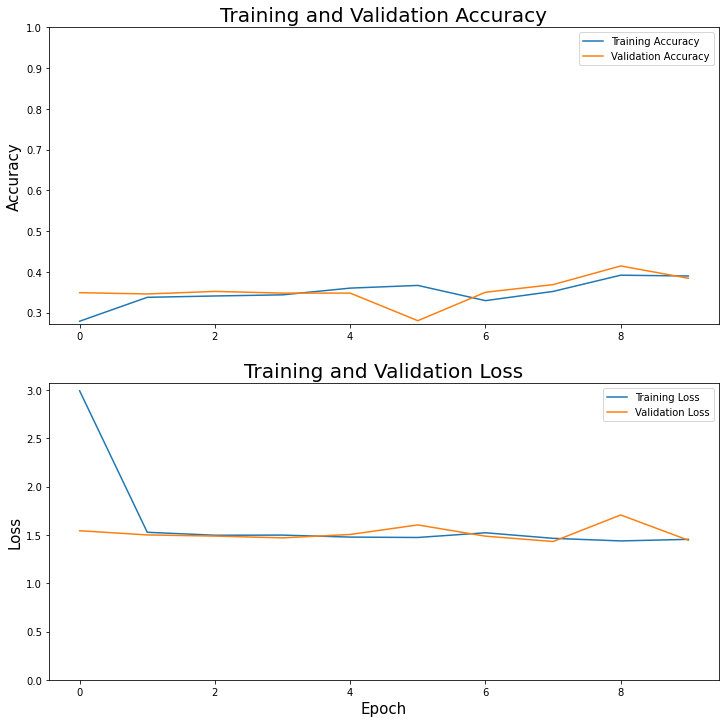 Training and Validation Accuracy
Training Accuracy
Validation Accuracy
Accuracy
1.0
0.9
0.8
0.7
0.6
0.5
0.4
0.3
0 2 4 6 8
Training and Validation Loss
Training Loss
Validation Loss
Loss
3.0
2.5
2.0
1.5
1.0
0.5
0.0
0 2 4 6 8
Epoch